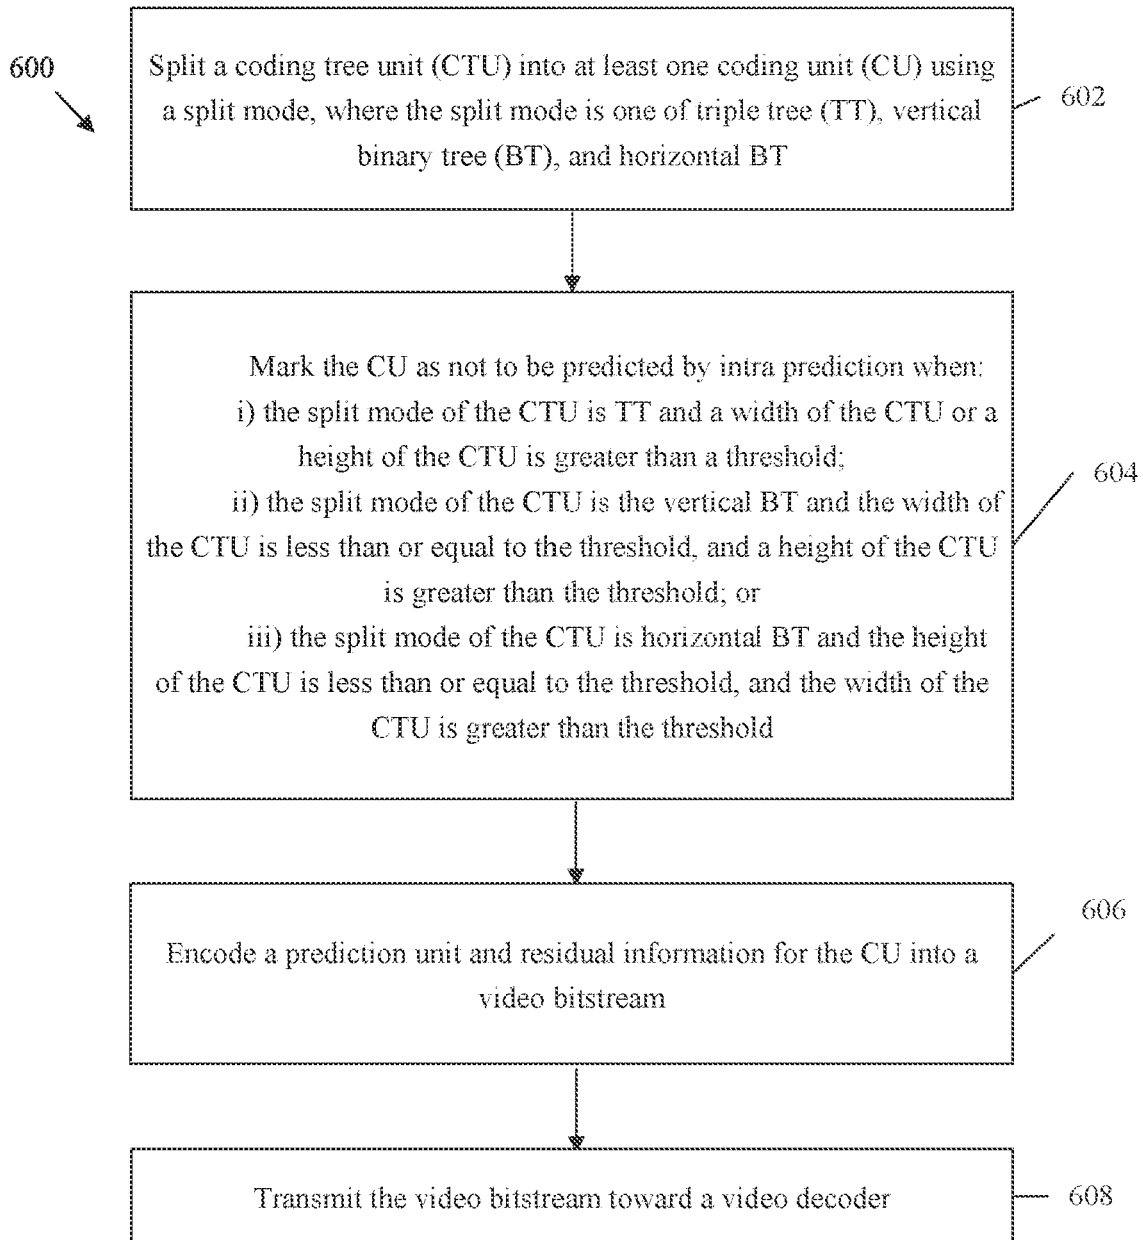 600
Split a coding tree unit (CTU) into at least one coding unit (CU) using
a split mode, where the split mode is one of triple tree (TT), vertical
binary tree (BT), and horizontal BT
602
Mark the CU as not to be predicted by intra prediction when:
i) the split mode of the CTU is TT and a width of the CTU or a
height of the CTU is greater than a threshold;
ii) the split mode of the CTU is the vertical BT and the width of
the CTU is less than or equal to the threshold, and a height of the CTU
is greater than the threshold; or
iii) the split mode of the CTU is horizontal BT and the height
of the CTU is less than or equal to the threshold, and the width of the
CTU is greater than the threshold
604
Encode a prediction unit and residual information for the CU into a
video bitstream
606
Transmit the video bitstream toward a video decoder
608